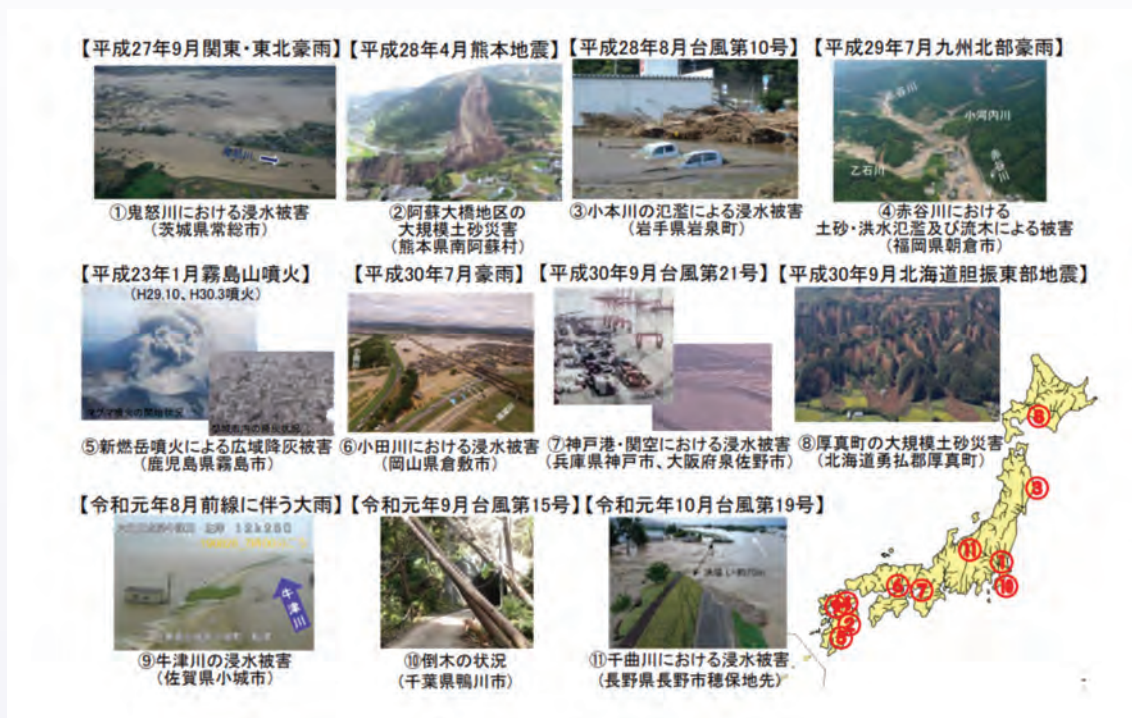 【平成27年9月関東・東北豪雨】
【平成28年4月熊本地震】
【平成28年8月台風第10号】
【平成29年7月九州北部豪雨】
小河内川
乙石川
赤谷川
①鬼怒川における浸水被害
(茨城県常総市)
②阿蘇大橋地区の
大規模土砂災害
(熊本県南阿蘇村)
③小本川の氾濫による浸水被害
(岩手県岩泉町)
④赤谷川における
土砂・洪水氾濫及び流木による被害
(福岡県朝倉市)
【平成23年1月霧島山噴火】
(H29.10、H30.3噴火)
【平成30年7月豪雨】
【平成30年9月台風第21号】
【平成30年9月北海道胆振東部地震】
⑤新燃岳噴火による広域降灰被害
(鹿児島県霧島市)
⑥小田川における浸水被害
(岡山県倉敷市)
⑦神戸港・関空における浸水被害
(兵庫県神戸市、大阪府泉佐野市)
⑧厚真町の大規模土砂災害
(北海道勇払郡厚真町)
【令和元年8月前線に伴う大雨】
【令和元年9月台風第15号】
【令和元年10月台風第19号】
牛津川
⑨牛津川の浸水被害
(佐賀県小城市)
⑩倒木の状況
(千葉県鴨川市)
⑪千曲川における浸水被害
(長野県長野市穂保地先)
⑧
③
⑪
①
⑩
⑥
⑦
②
⑤